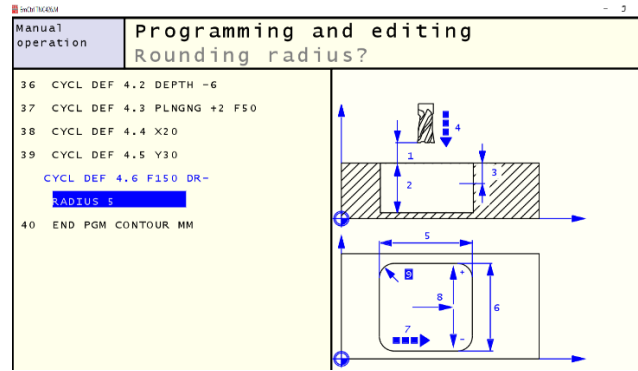 Manual
operation
Programming and editing
Rounding radius?
36 CYCL DEF 4.2 DEPTH -6
37 CYCL DEF 4.3 PLNGNG +2 F50
38 CYCL DEF 4.4 X20
39 CYCL DEF 4.5 Y30
CYCL DEF 4.6 F150 DR-
RADIUS 5
40 END PGM CONTOUR MM
4
1
3
2
5
9
+
8
6
7
-